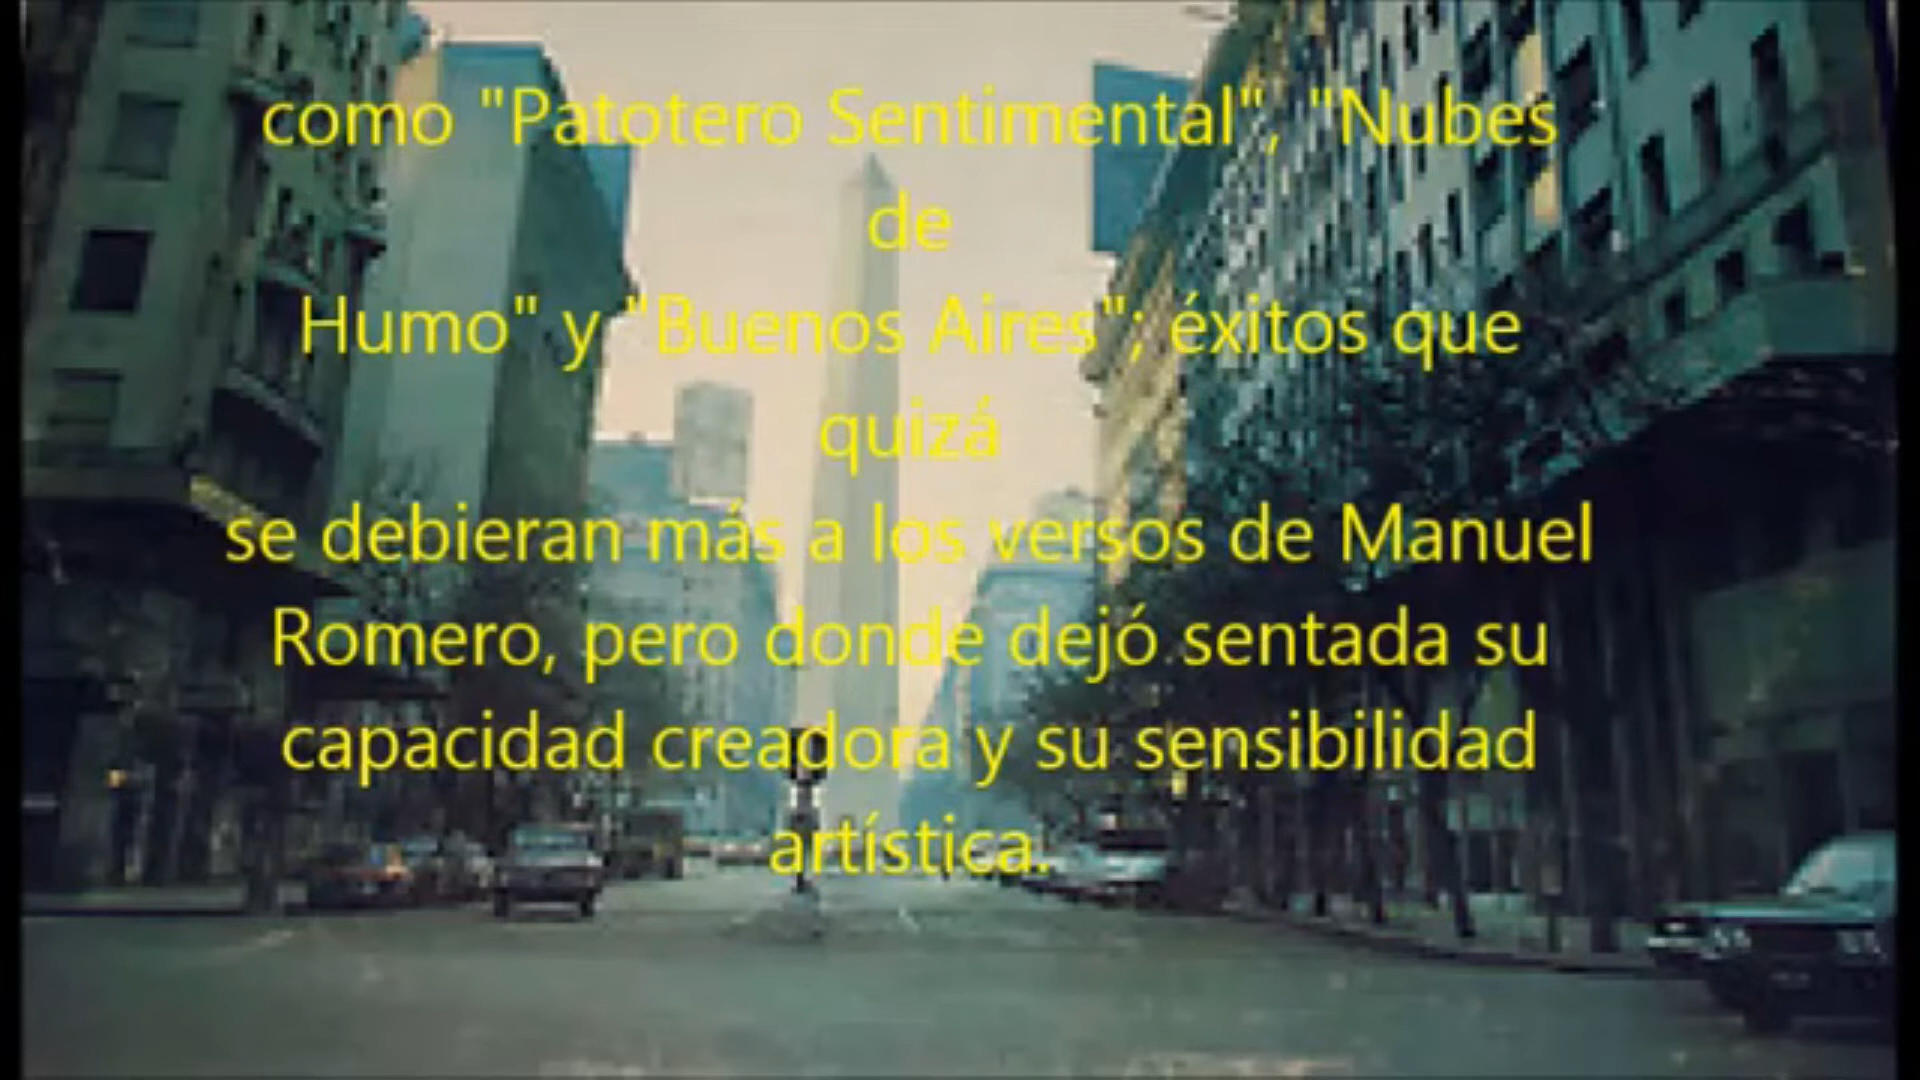 como "Patotero Sentimental", "Nubes
de
Humo" y "Buenos Aires"; éxitos que
quizá
se debieran más a los versos de Manuel
Romero, pero donde dejó sentada su
capacidad creadora y su sensibilidad
artística.